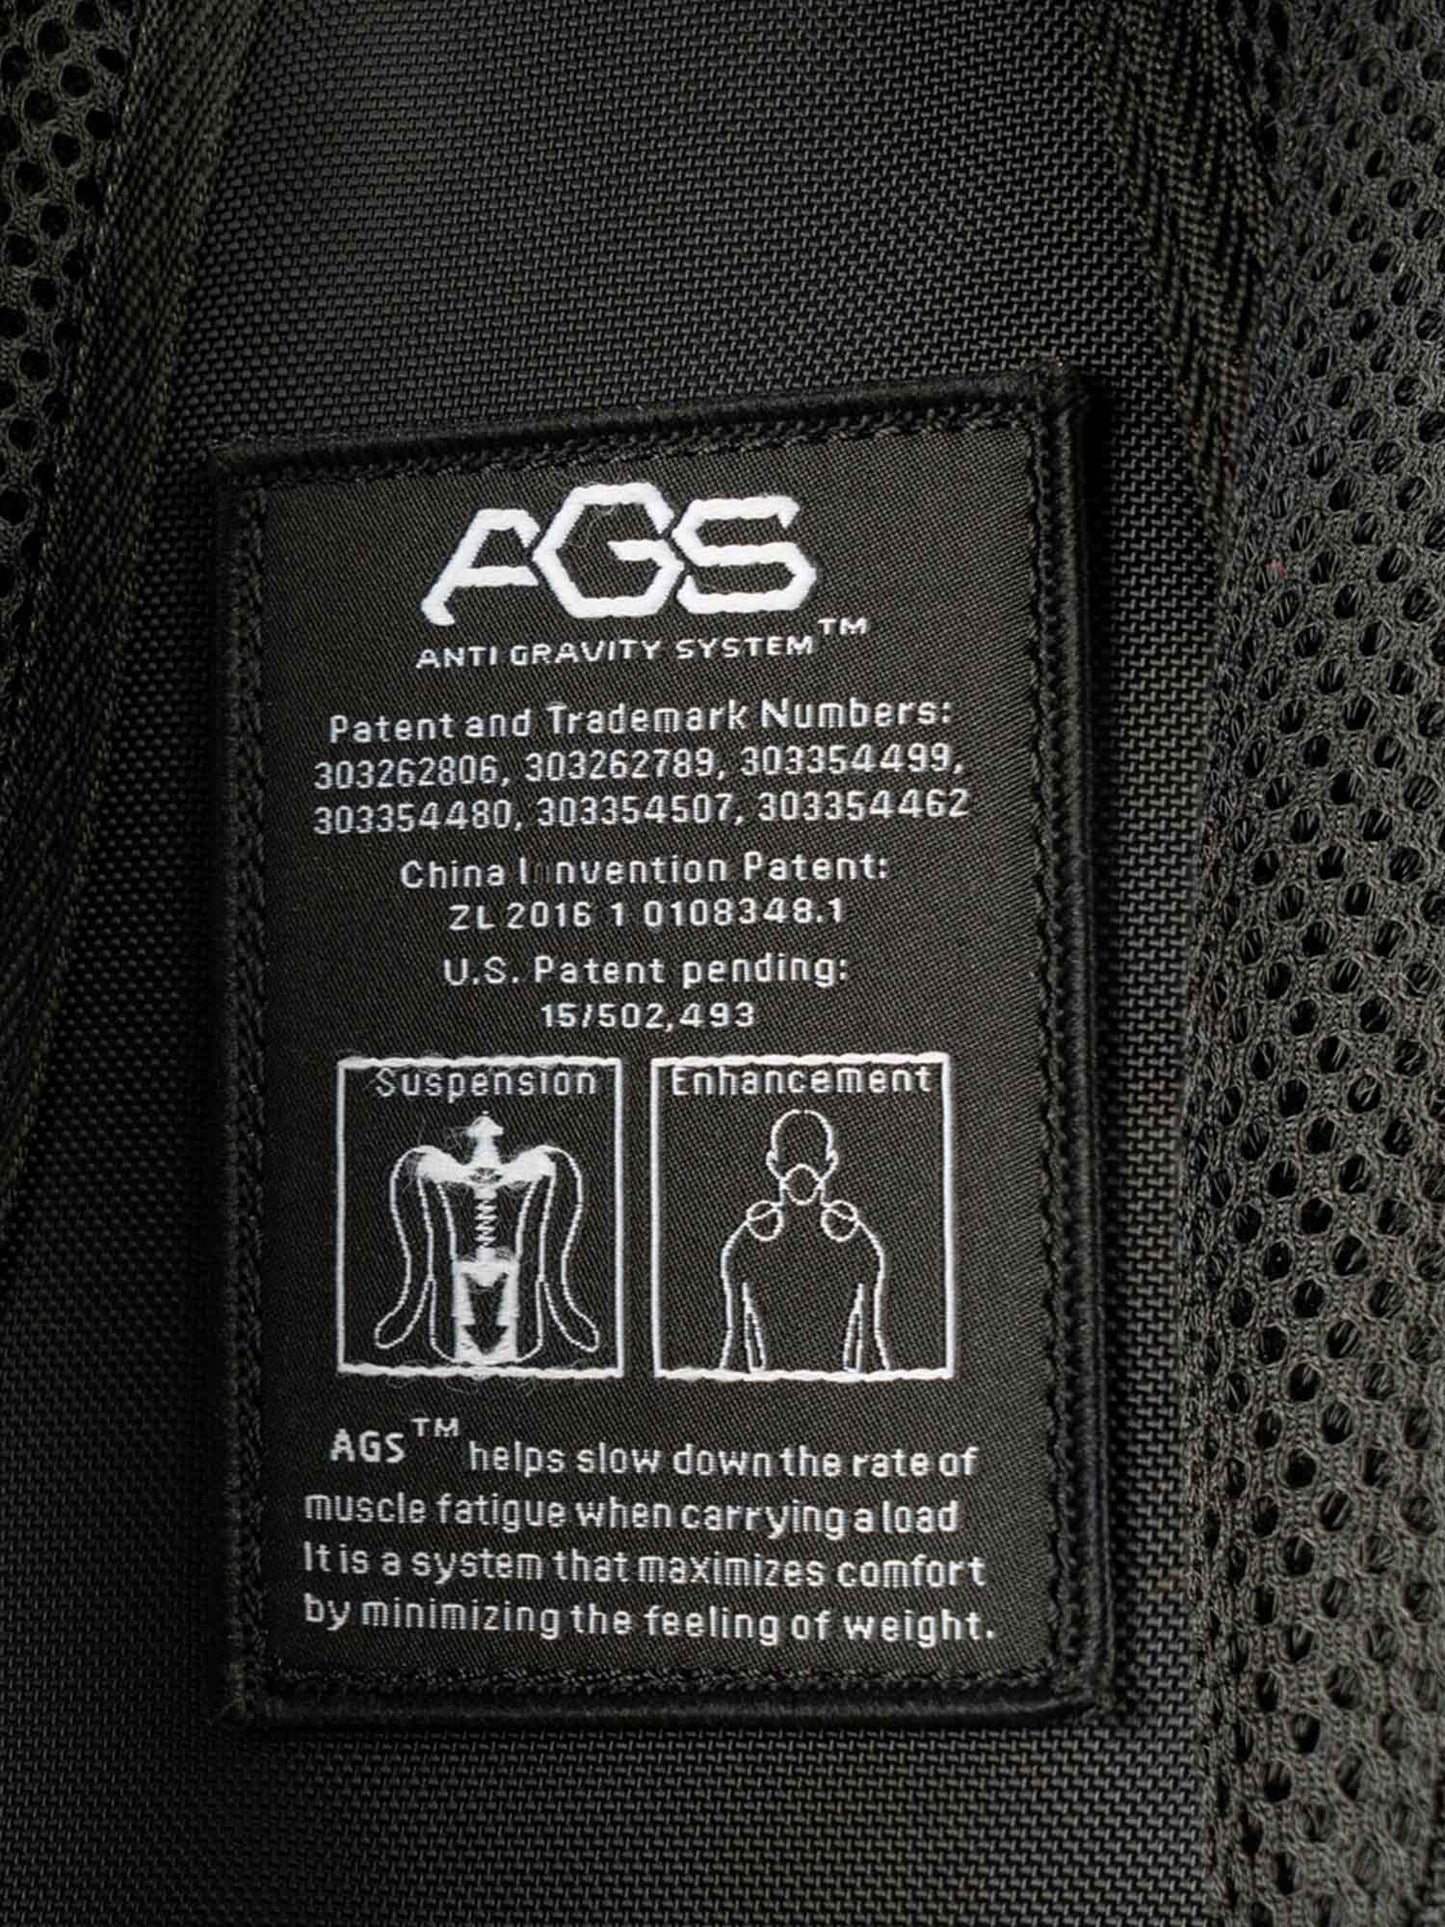 AGS
ANTI GRAVITY SYSTEM™
Patent and Trademark Numbers:
303262806, 303262789, 303354499,
303354480, 303354507, 303354462
China Invention Patent:
ZL 2016 1 0108348.1
U.S. Patent pending:
15/502,493
Suspension Enhancement
AGS™ helps slow down the rate of
muscle fatigue when carrying a load
It is a system that maximizes comfort
by minimizing the feeling of weight.